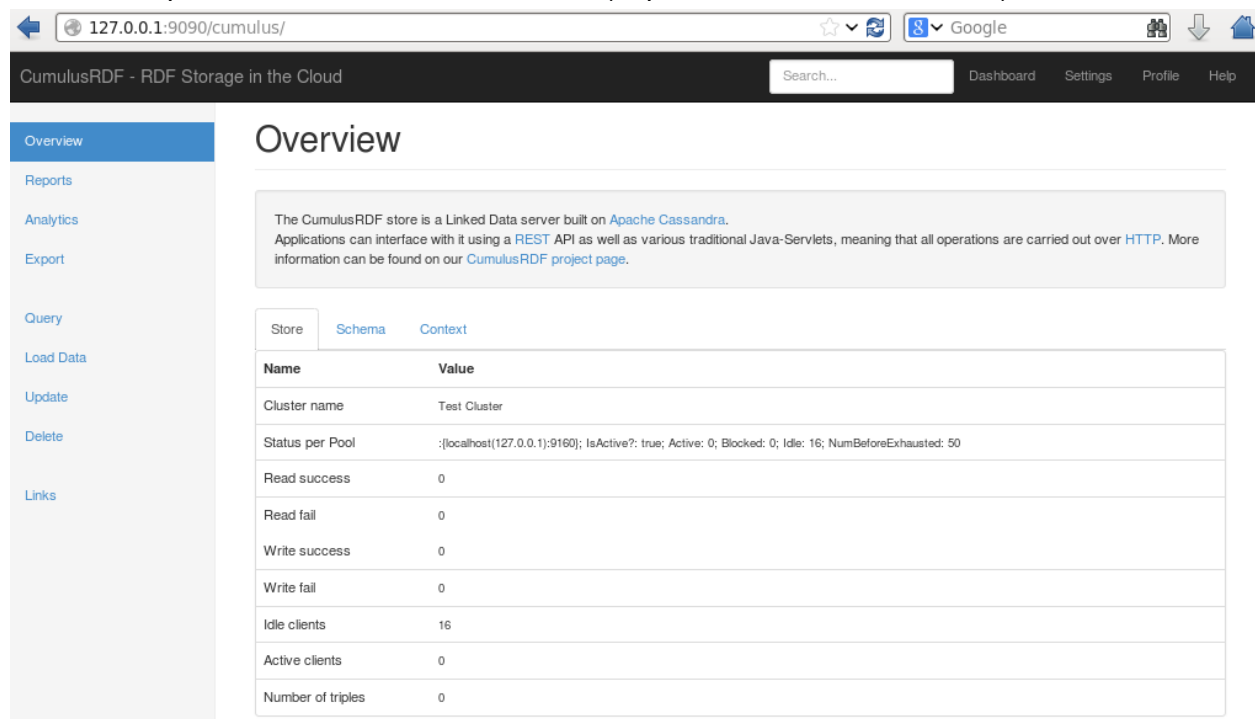 127.0.0.1:9090/cumulus/
Google
CumulusRDF - RDF Storage in the Cloud
Search...
Dashboard Settings Profile Help
Overview
Reports
Analytics
Export
Query
Load Data
Update
Delete
Links
Overview
The CumulusRDF store is a Linked Data server built on Apache Cassandra.
Applications can interface with it using a REST API as well as various traditional Java-Servlets, meaning that all operations are carried out over HTTP. More
information can be found on our CumulusRDF project page.
Store Schema Context
Name Value
Cluster name Test Cluster
Status per Pool :{localhost(127.0.0.1):9160}; IsActive?: true; Active: 0; Blocked: 0; Idle: 16; NumBeforeExhausted: 50
Read success 0
Read fail 0
Write success 0
Write fail 0
Idle clients 16
Active clients 0
Number of triples 0